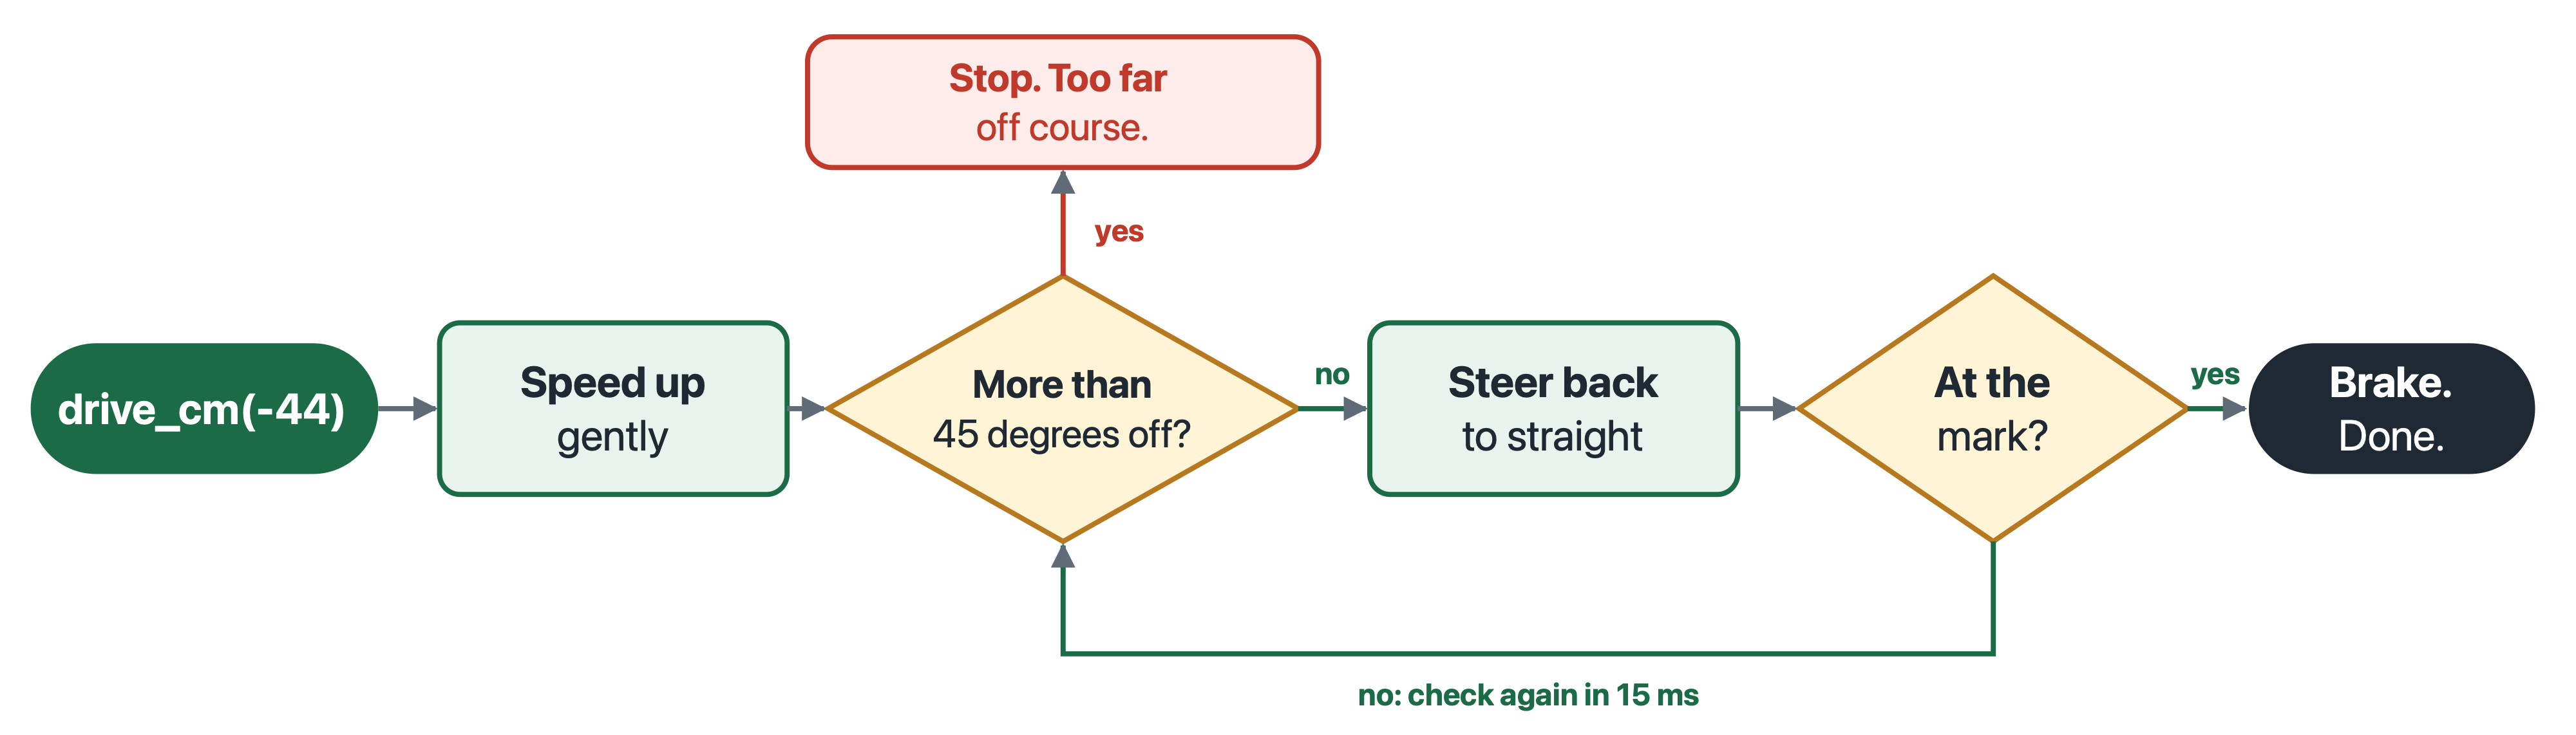 Stop. Too far
off course.
yes
drive_cm(-44)
Speed up
gently
More than
45 degrees off?
no
Steer back
to straight
At the
mark?
yes
Brake.
Done.
no: check again in 15 ms